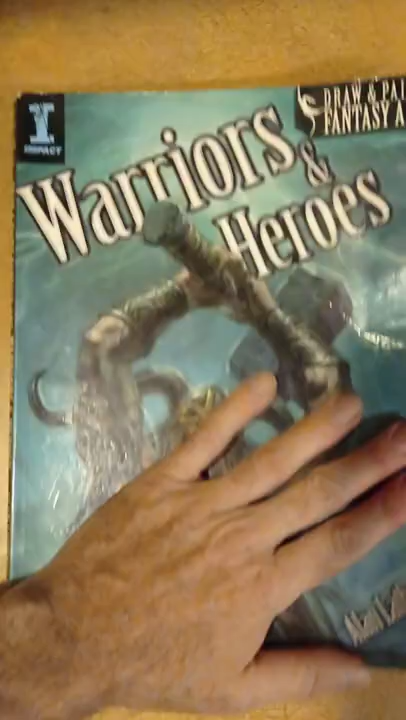 IMPACT
DRAW & PAI
FANTASY A
Warriors
&
Heroes